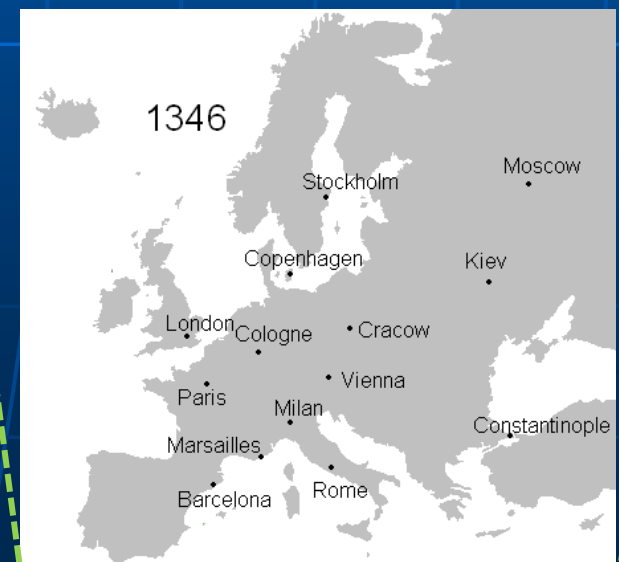 1346
Moscow
Stockholm
Copenhagen
Kiev
London
Cologne
Cracow
Paris
Vienna
Milan
Constantinople
Marsailles
Barcelona
Rome